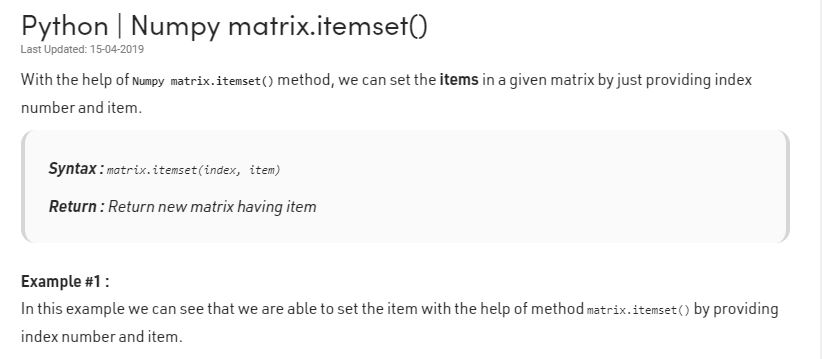 Python | Numpy matrix.itemset()
Last Updated: 15-04-2019
With the help of Numpy matrix.itemset() method, we can set the items in a given matrix by just providing index
number and item.
Syntax : matrix.itemset(index, item)
Return : Return new matrix having item
Example #1 :
In this example we can see that we are able to set the item with the help of method matrix.itemset() by providing
index number and item.